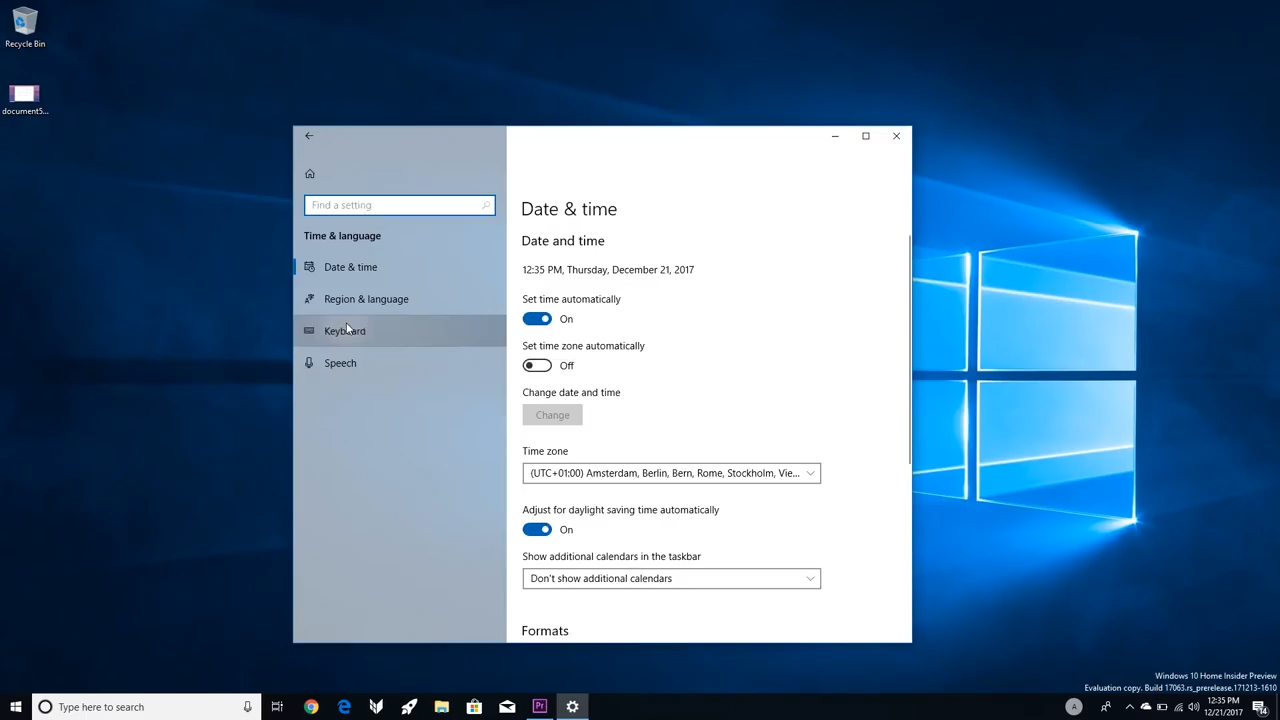 Recycle Bin
document5...
Find a setting
Time & language
Date & time
Region & language
Keyboard
Speech
Date & time
Date and time
12:35 PM, Thursday, December 21, 2017
Set time automatically
On
Set time zone automatically
Off
Change date and time
Change
Time zone
(UTC+01:00) Amsterdam, Berlin, Bern, Rome, Stockholm, Vie...
Adjust for daylight saving time automatically
On
Show additional calendars in the taskbar
Don't show additional calendars
Formats
Windows 10 Home Insider Preview
Evaluation copy. Build 17063.rs_prerelease.171213-1610
Type here to search
Pr
A
12:35 PM
12/21/2017
14